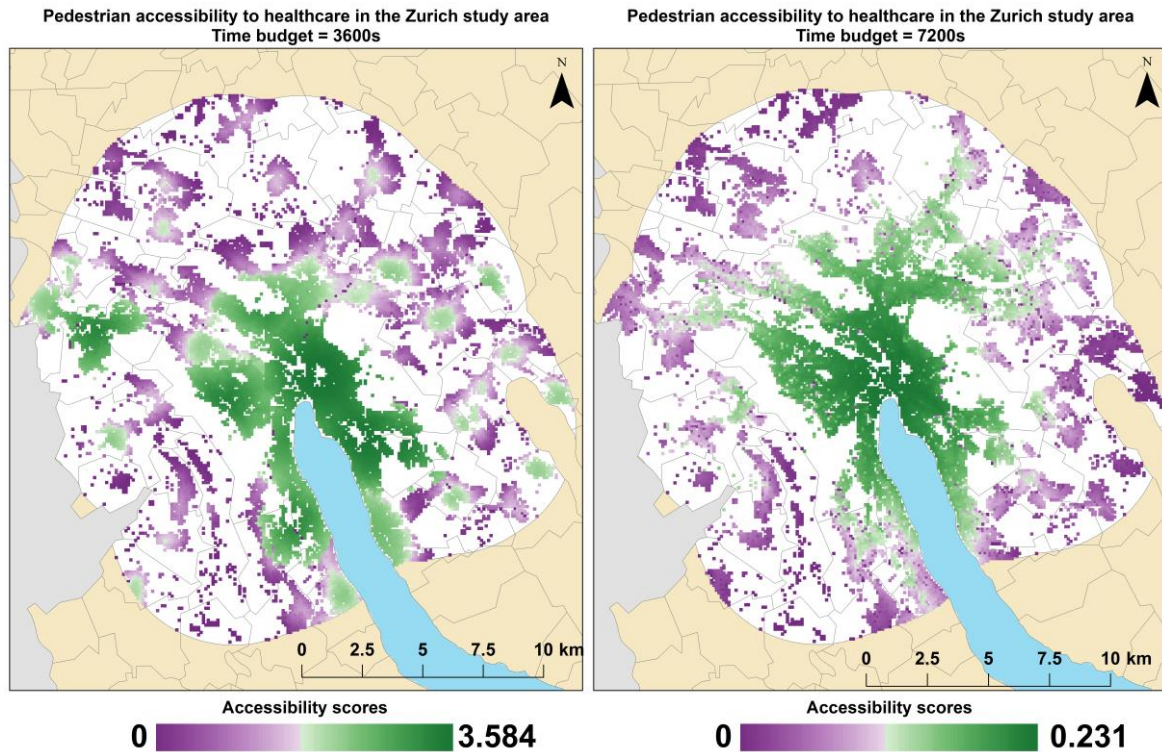 Pedestrian accessibility to healthcare in the Zurich study area
Time budget = 3600s
N
0 2.5 5 7.5 10 km
Accessibility scores
0 3.584
Pedestrian accessibility to healthcare in the Zurich study area
Time budget = 7200s
N
0 2.5 5 7.5 10 km
Accessibility scores
0 0.231